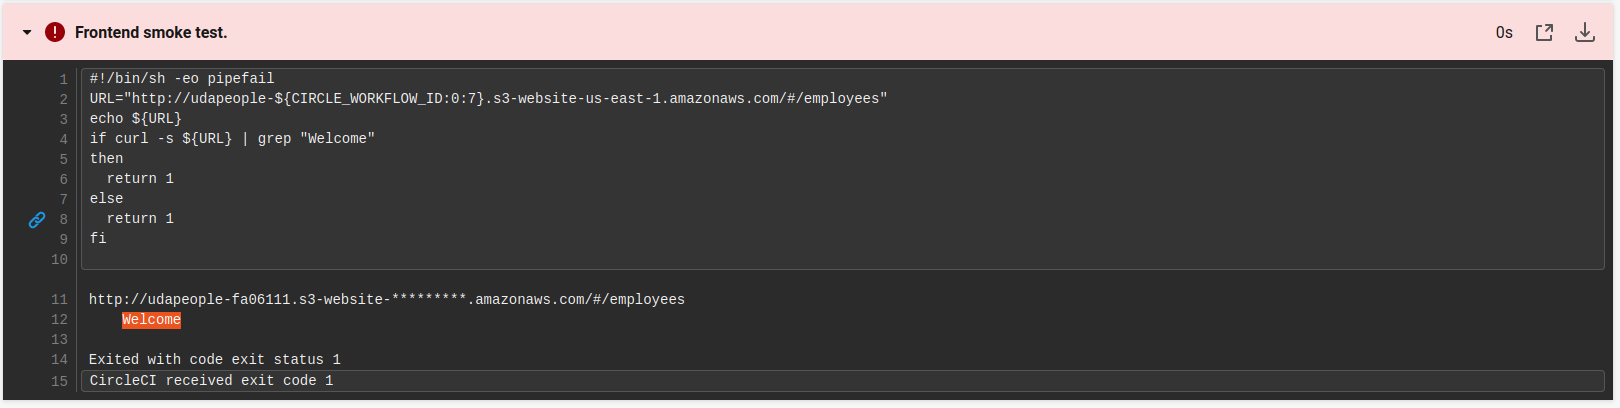 Frontend smoke test.
0s
1 #!/bin/sh -eo pipefail
2 URL="http://udapeople-${CIRCLE_WORKFLOW_ID:0:7}.s3-website-us-east-1.amazonaws.com/#/employees"
3 echo ${URL}
4 if curl -s ${URL} | grep "Welcome"
5 then
6   return 1
7 else
8   return 1
9 fi
10
11 http://udapeople-fa06111.s3-website-*********.amazonaws.com/#/employees
12     Welcome
13
14 Exited with code exit status 1
15 CircleCI received exit code 1